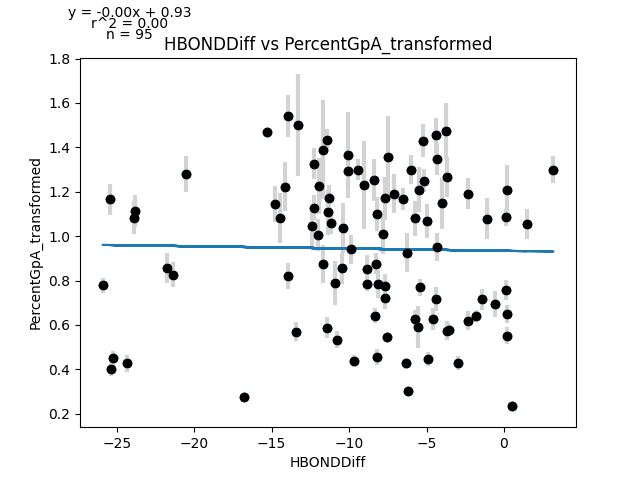 y = -0.00x + 0.93
r^2 = 0.00
n = 95
HBONDDiff vs PercentGpA_transformed
1.8
1.6
1.4
1.2
1.0
0.8
0.6
0.4
0.2
PercentGpA_transformed
−25
−20
−15
−10
−5
0
HBONDDiff